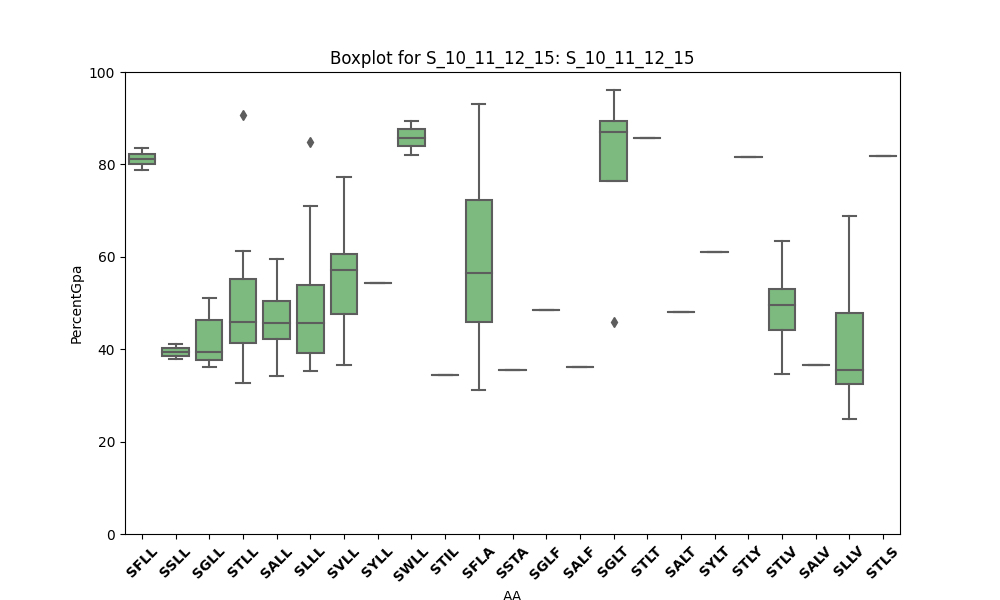 Boxplot for S_10_11_12_15: S_10_11_12_15
100
80
60
40
20
0
PercentGpa
SFLL SSLL SGLL STLL SALL SLLL SVLL SYLL SWLL STIL SFLA SSTA SGLF SALF SGLT STLT SALT SYLT STLY STLV SALV SLLV STLS
AA